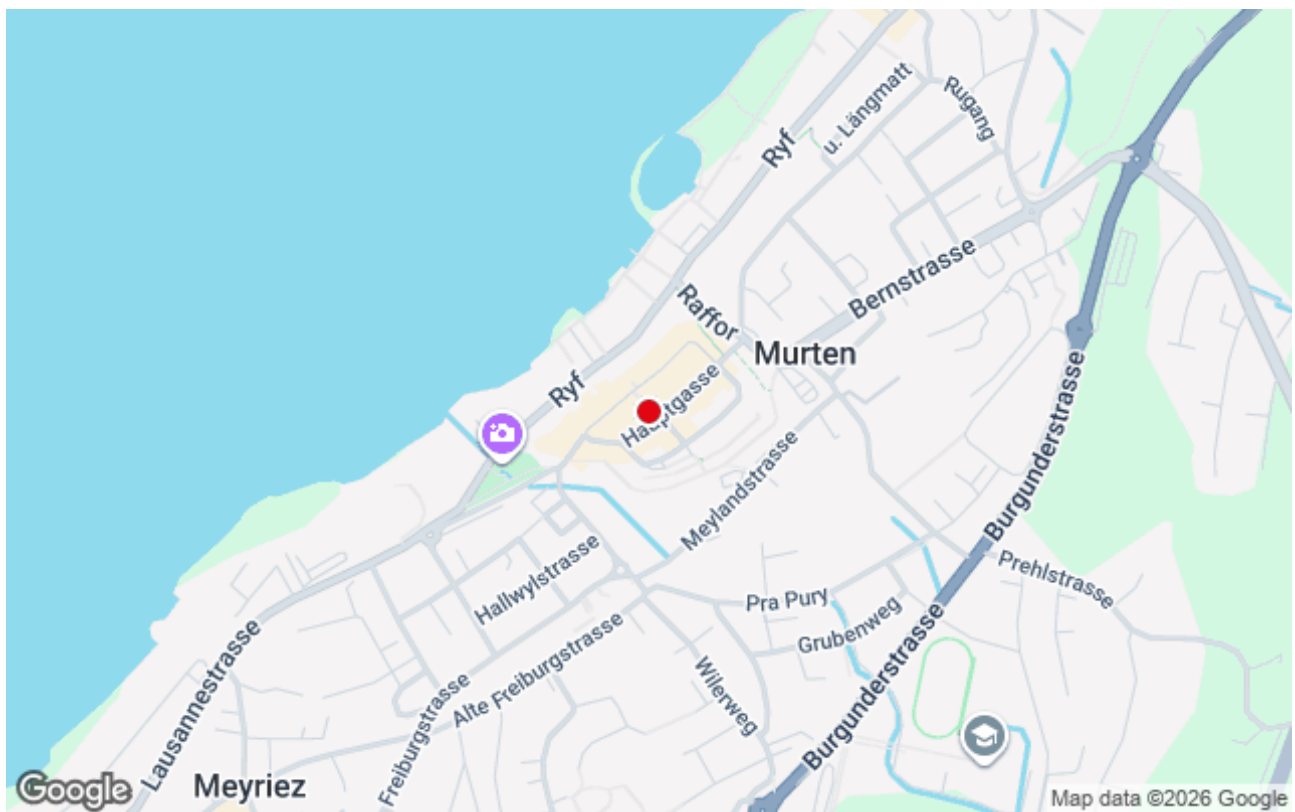 Rugang
u. Längmatt
Ryf
Bernstrasse
Raffor
Murten
Ryf
Hauptgasse
Burgunderstrasse
Meylandstrasse
Prehlstrasse
Hallwylstrasse
Pra Pury
Grubenweg
Lausannestrasse
Alte Freiburgstrasse
Wilerweg
Burgunderstrasse
Freiburgstrasse
Meyriez
Google
Map data ©2026 Google